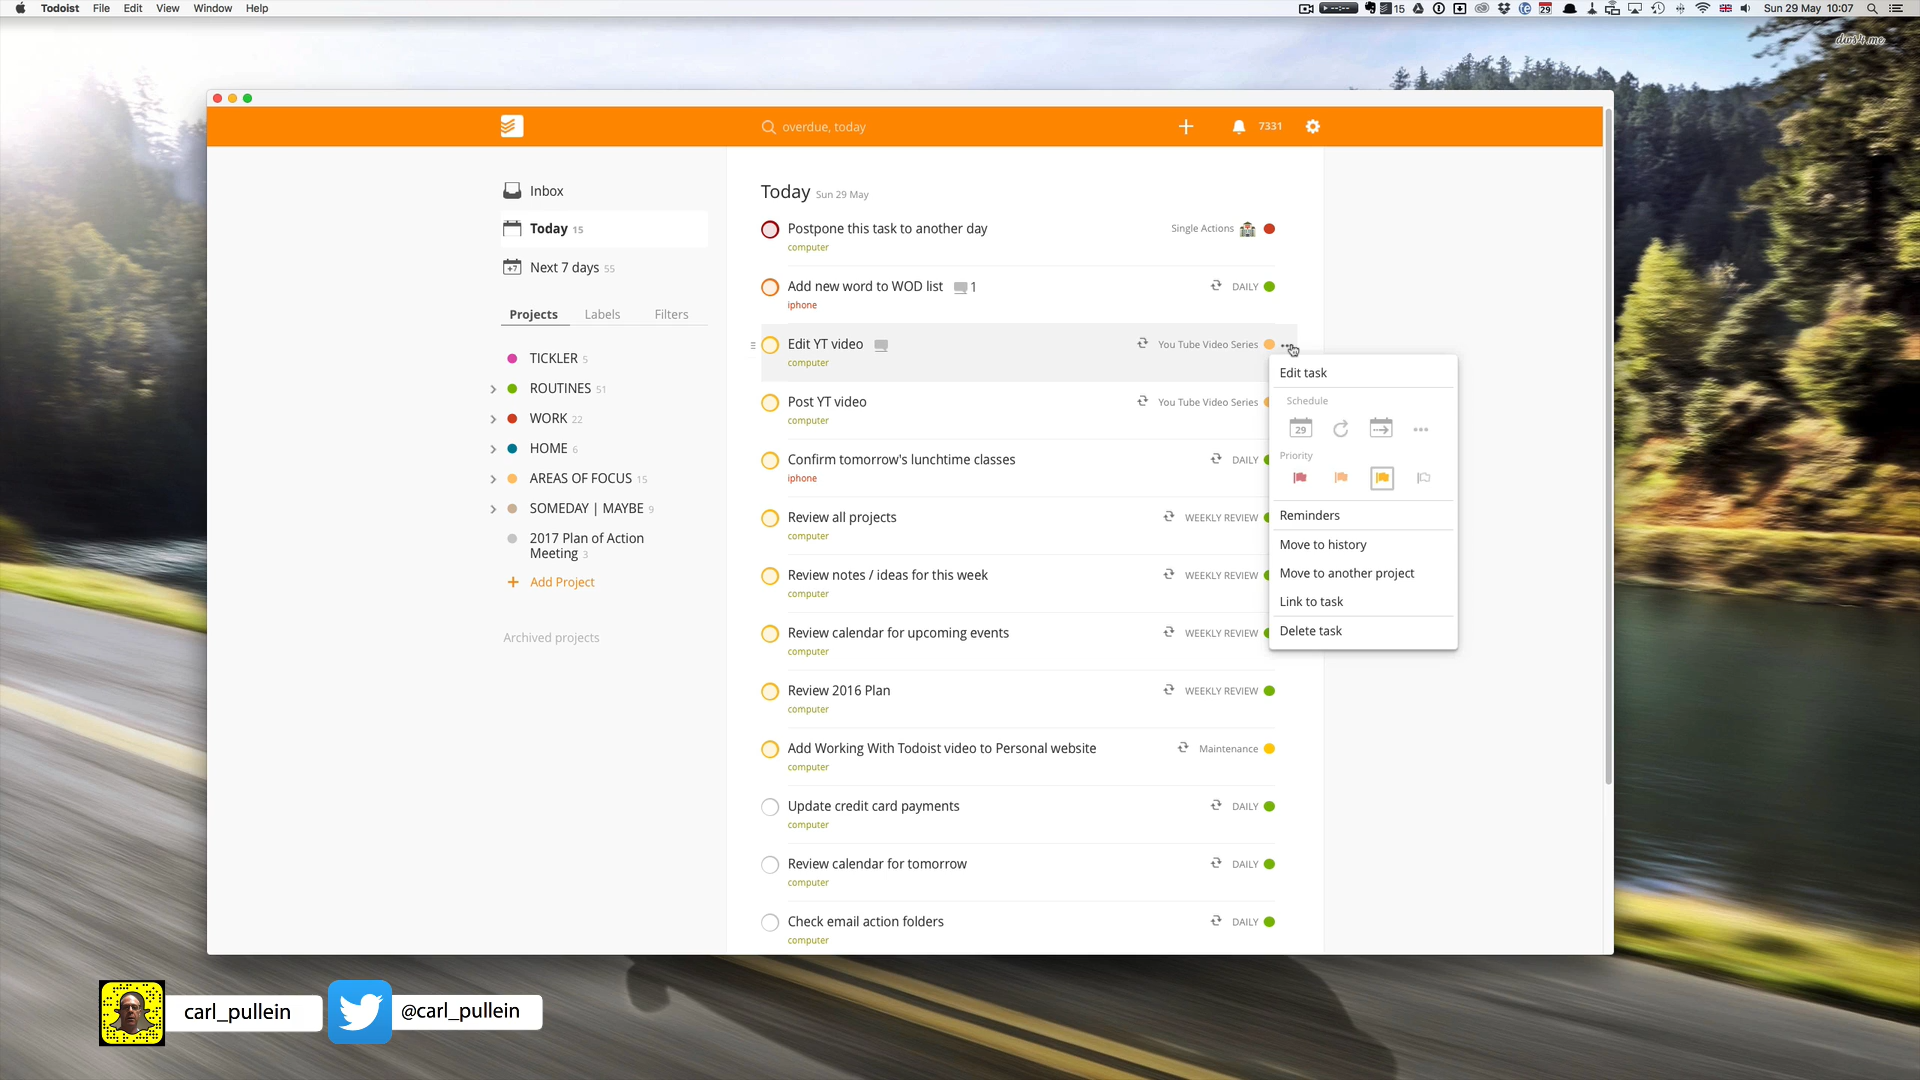 Todoist File Edit View Window Help
15
29
Sun 29 May 10:07
dws4.me
overdue, today
7331
Inbox
Today 15
+7 Next 7 days 55
Projects Labels Filters
TICKLER 5
ROUTINES 51
WORK 22
HOME 6
AREAS OF FOCUS 15
SOMEDAY | MAYBE 9
2017 Plan of Action
Meeting 3
+ Add Project
Archived projects
Today Sun 29 May
Postpone this task to another day Single Actions
computer
Add new word to WOD list 1 DAILY
iphone
Edit YT video You Tube Video Series
computer
Post YT video You Tube Video Series
computer
Confirm tomorrow's lunchtime classes DAILY
iphone
Review all projects WEEKLY REVIEW
computer
Review notes / ideas for this week WEEKLY REVIEW
computer
Review calendar for upcoming events WEEKLY REVIEW
computer
Review 2016 Plan WEEKLY REVIEW
computer
Add Working With Todoist video to Personal website Maintenance
computer
Update credit card payments DAILY
computer
Review calendar for tomorrow DAILY
computer
Check email action folders DAILY
computer
Edit task
Schedule
29
Priority
Reminders
Move to history
Move to another project
Link to task
Delete task
carl_pullein
@carl_pullein